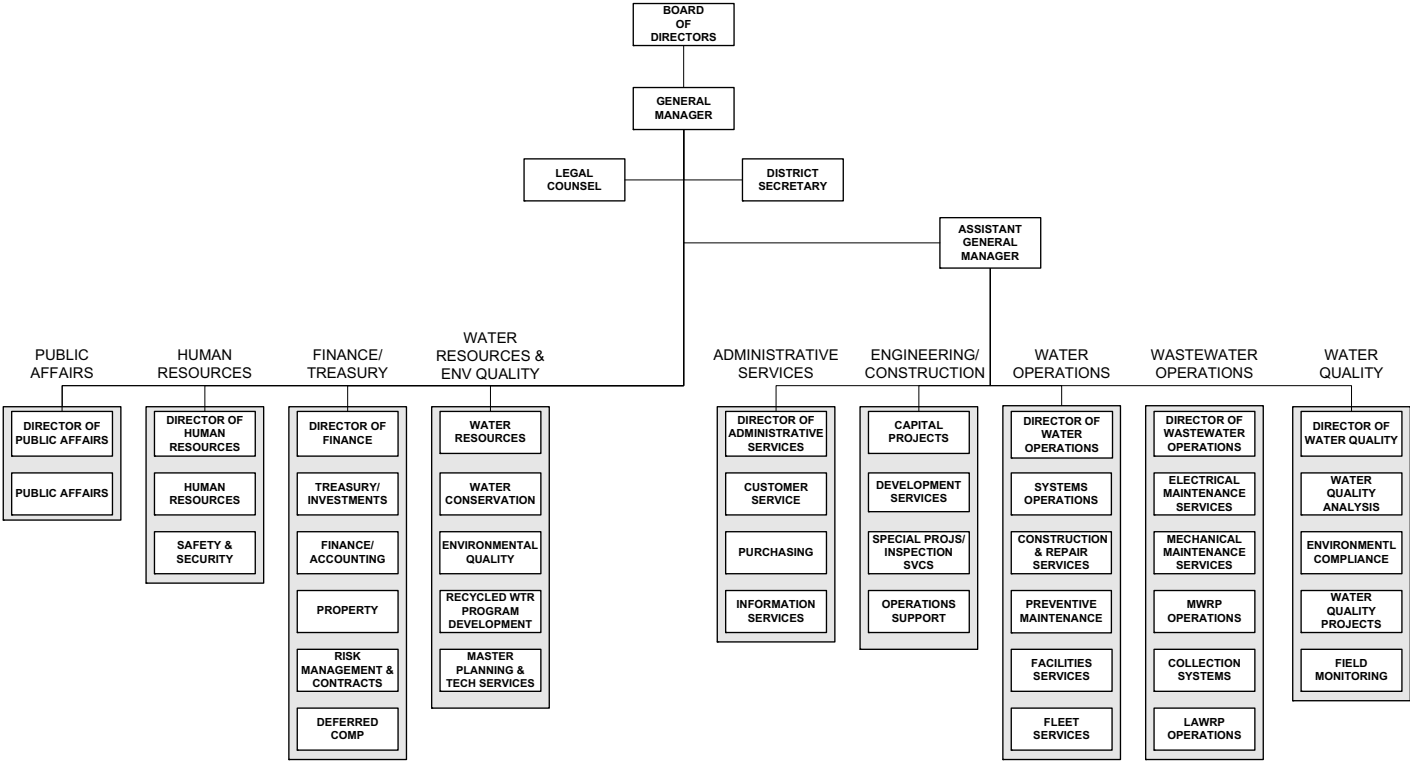 BOARD
OF
DIRECTORS
GENERAL
MANAGER
LEGAL
COUNSEL
DISTRICT
SECRETARY
ASSISTANT
GENERAL
MANAGER
PUBLIC
AFFAIRS
DIRECTOR OF
PUBLIC AFFAIRS
PUBLIC AFFAIRS
HUMAN
RESOURCES
DIRECTOR OF
HUMAN
RESOURCES
HUMAN
RESOURCES
SAFETY &
SECURITY
FINANCE/
TREASURY
DIRECTOR OF
FINANCE
TREASURY/
INVESTMENTS
FINANCE/
ACCOUNTING
PROPERTY
RISK
MANAGEMENT &
CONTRACTS
DEFERRED
COMP
WATER
RESOURCES &
ENV QUALITY
WATER
RESOURCES
WATER
CONSERVATION
ENVIRONMENTAL
QUALITY
RECYCLED WTR
PROGRAM
DEVELOPMENT
MASTER
PLANNING &
TECH SERVICES
ADMINISTRATIVE
SERVICES
DIRECTOR OF
ADMINISTRATIVE
SERVICES
CUSTOMER
SERVICE
PURCHASING
INFORMATION
SERVICES
ENGINEERING/
CONSTRUCTION
CAPITAL
PROJECTS
DEVELOPMENT
SERVICES
SPECIAL PROJS/
INSPECTION
SVCS
OPERATIONS
SUPPORT
WATER
OPERATIONS
DIRECTOR OF
WATER
OPERATIONS
SYSTEMS
OPERATIONS
CONSTRUCTION
& REPAIR
SERVICES
PREVENTIVE
MAINTENANCE
FACILITIES
SERVICES
FLEET
SERVICES
WASTEWATER
OPERATIONS
DIRECTOR OF
WASTEWATER
OPERATIONS
ELECTRICAL
MAINTENANCE
SERVICES
MECHANICAL
MAINTENANCE
SERVICES
MWRP
OPERATIONS
COLLECTION
SYSTEMS
LAWRP
OPERATIONS
WATER
QUALITY
DIRECTOR OF
WATER QUALITY
WATER
QUALITY
ANALYSIS
ENVIRONMENTL
COMPLIANCE
WATER
QUALITY
PROJECTS
FIELD
MONITORING